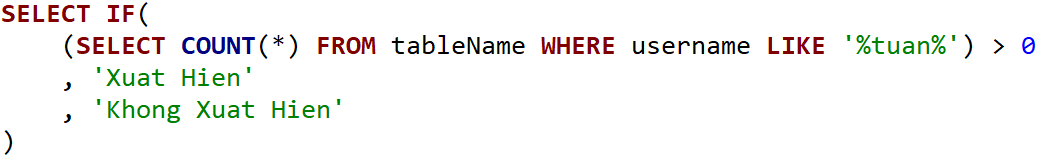 SELECT IF(
    (SELECT COUNT(*) FROM tableName WHERE username LIKE '%tuan%') > 0
    , 'Xuat Hien'
    , 'Khong Xuat Hien'
)